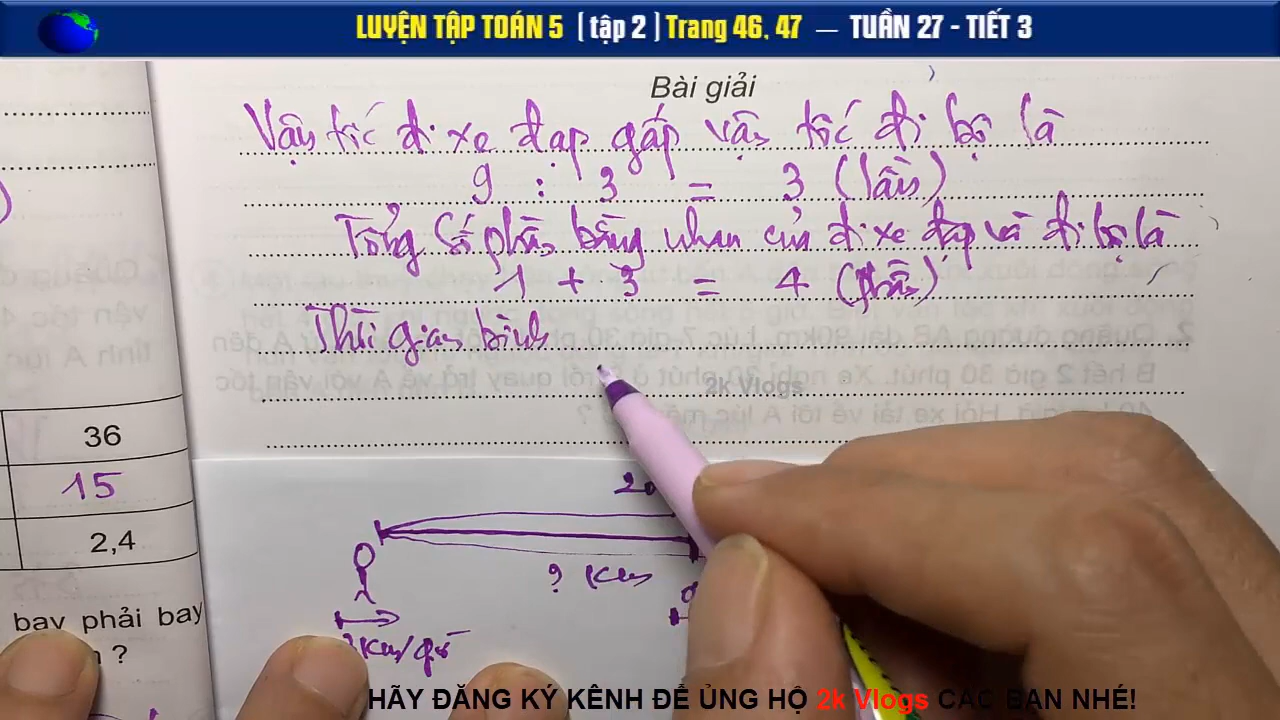 LUYỆN TẬP TOÁN 5 ( tập 2 ) Trang 46, 47 — TUẦN 27 - TIẾT 3
Bài giải
Vận tốc đi xe đạp gấp vận tốc đi bộ là
9 : 3 = 3 (lần)
Tổng số phần bằng nhau của đi xe đạp và đi bộ là
1 + 3 = 4 (phần)
Thời gian bình
2k Vlogs
36
15
2,4
bay phải bay
?
20
? Km
Km/giờ
HÃY ĐĂNG KÝ KÊNH ĐỂ ỦNG HỘ 2k Vlogs CÁC BẠN NHÉ!